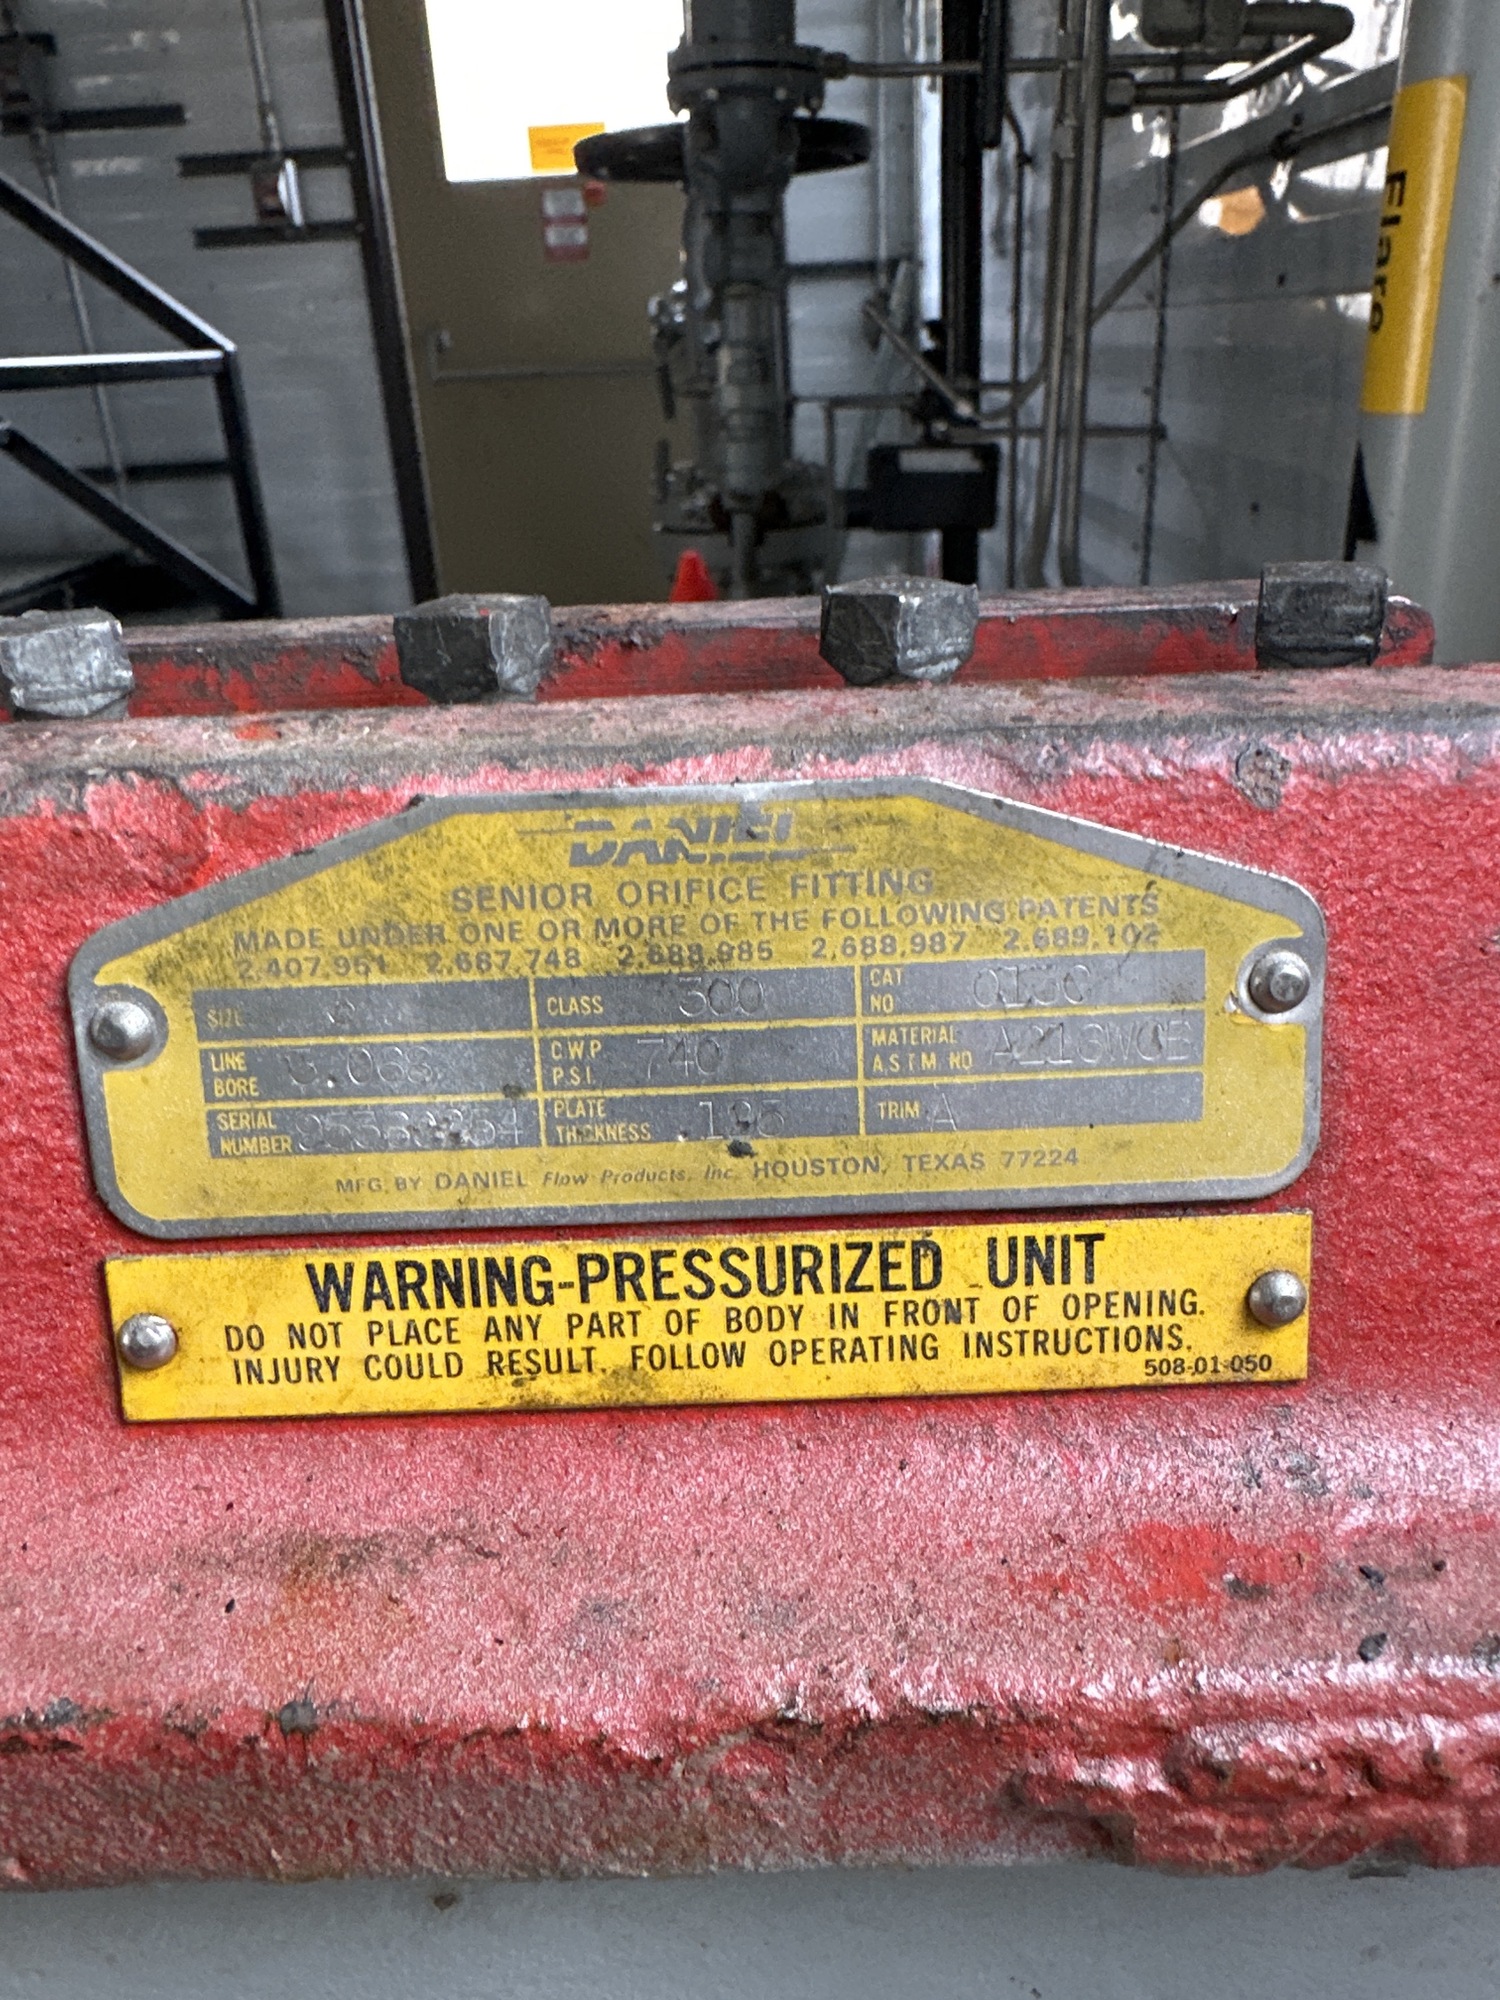 Flare
DANIEL
SENIOR ORIFICE FITTING
MADE UNDER ONE OR MORE OF THE FOLLOWING PATENTS
2,407,951 2,687,748 2,688,985 2,688,987 2,689,102
SIZE 3 CLASS 300 CAT NO
LINE BORE 3.068 C.W.P. P.S.I. 740 MATERIAL A.S.T.M. NO A216WCB
SERIAL NUMBER PLATE THICKNESS TRIM A
MFG. BY DANIEL Flow Products, Inc. HOUSTON, TEXAS 77224
WARNING-PRESSURIZED UNIT
DO NOT PLACE ANY PART OF BODY IN FRONT OF OPENING.
INJURY COULD RESULT. FOLLOW OPERATING INSTRUCTIONS.
508-01-050